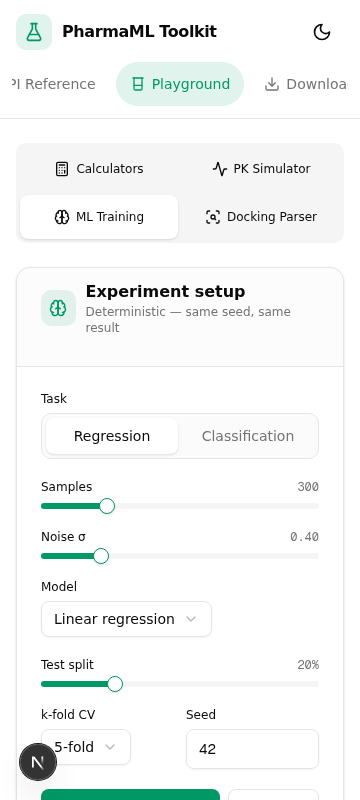 PharmaML Toolkit
PI Reference
Playground
Downloa
Calculators
PK Simulator
ML Training
Docking Parser
Experiment setup
Deterministic — same seed, same
result
Task
Regression
Classification
Samples
300
Noise σ
0.40
Model
Linear regression
Test split
20%
k-fold CV
Seed
5-fold
42
N